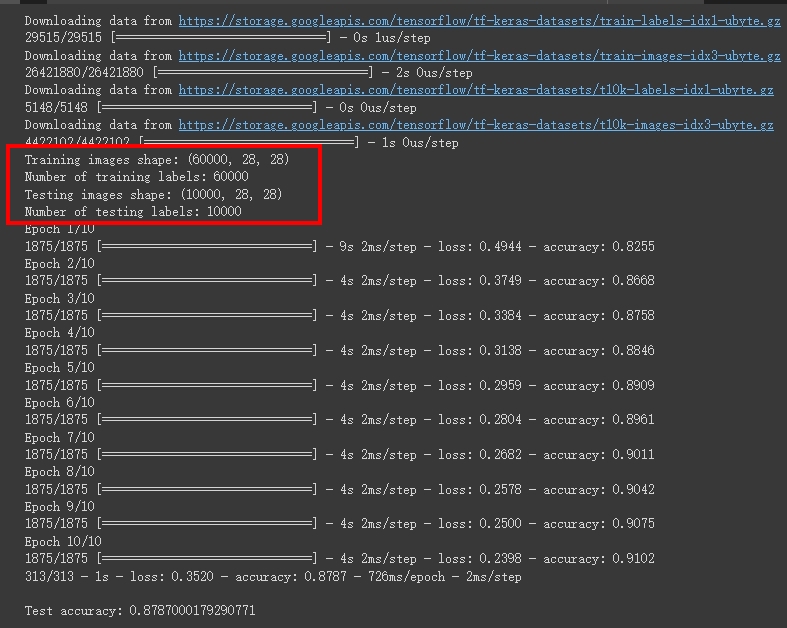 Downloading data from https://storage.googleapis.com/tensorflow/tf-keras-datasets/train-labels-idx1-ubyte.gz
29515/29515 [==============================] - 0s 1us/step
Downloading data from https://storage.googleapis.com/tensorflow/tf-keras-datasets/train-images-idx3-ubyte.gz
26421880/26421880 [==============================] - 2s 0us/step
Downloading data from https://storage.googleapis.com/tensorflow/tf-keras-datasets/t10k-labels-idx1-ubyte.gz
5148/5148 [==============================] - 0s 0us/step
Downloading data from https://storage.googleapis.com/tensorflow/tf-keras-datasets/t10k-images-idx3-ubyte.gz
4422102/4422102 [==============================] - 1s 0us/step
Training images shape: (60000, 28, 28)
Number of training labels: 60000
Testing images shape: (10000, 28, 28)
Number of testing labels: 10000
Epoch 1/10
1875/1875 [==============================] - 9s 2ms/step - loss: 0.4944 - accuracy: 0.8255
Epoch 2/10
1875/1875 [==============================] - 4s 2ms/step - loss: 0.3749 - accuracy: 0.8668
Epoch 3/10
1875/1875 [==============================] - 4s 2ms/step - loss: 0.3384 - accuracy: 0.8758
Epoch 4/10
1875/1875 [==============================] - 4s 2ms/step - loss: 0.3138 - accuracy: 0.8846
Epoch 5/10
1875/1875 [==============================] - 4s 2ms/step - loss: 0.2959 - accuracy: 0.8909
Epoch 6/10
1875/1875 [==============================] - 4s 2ms/step - loss: 0.2804 - accuracy: 0.8961
Epoch 7/10
1875/1875 [==============================] - 4s 2ms/step - loss: 0.2682 - accuracy: 0.9011
Epoch 8/10
1875/1875 [==============================] - 4s 2ms/step - loss: 0.2578 - accuracy: 0.9042
Epoch 9/10
1875/1875 [==============================] - 4s 2ms/step - loss: 0.2500 - accuracy: 0.9075
Epoch 10/10
1875/1875 [==============================] - 4s 2ms/step - loss: 0.2398 - accuracy: 0.9102
313/313 - 1s - loss: 0.3520 - accuracy: 0.8787 - 726ms/epoch - 2ms/step
Test accuracy: 0.8787000179290771